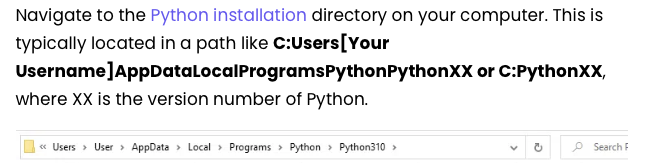 Navigate to the Python installation directory on your computer. This is
typically located in a path like C:Users[Your
Username]AppDataLocalProgramsPythonPythonXX or C:PythonXX,
where XX is the version number of Python.
« Users › User › AppData › Local › Programs › Python › Python310 › Search P